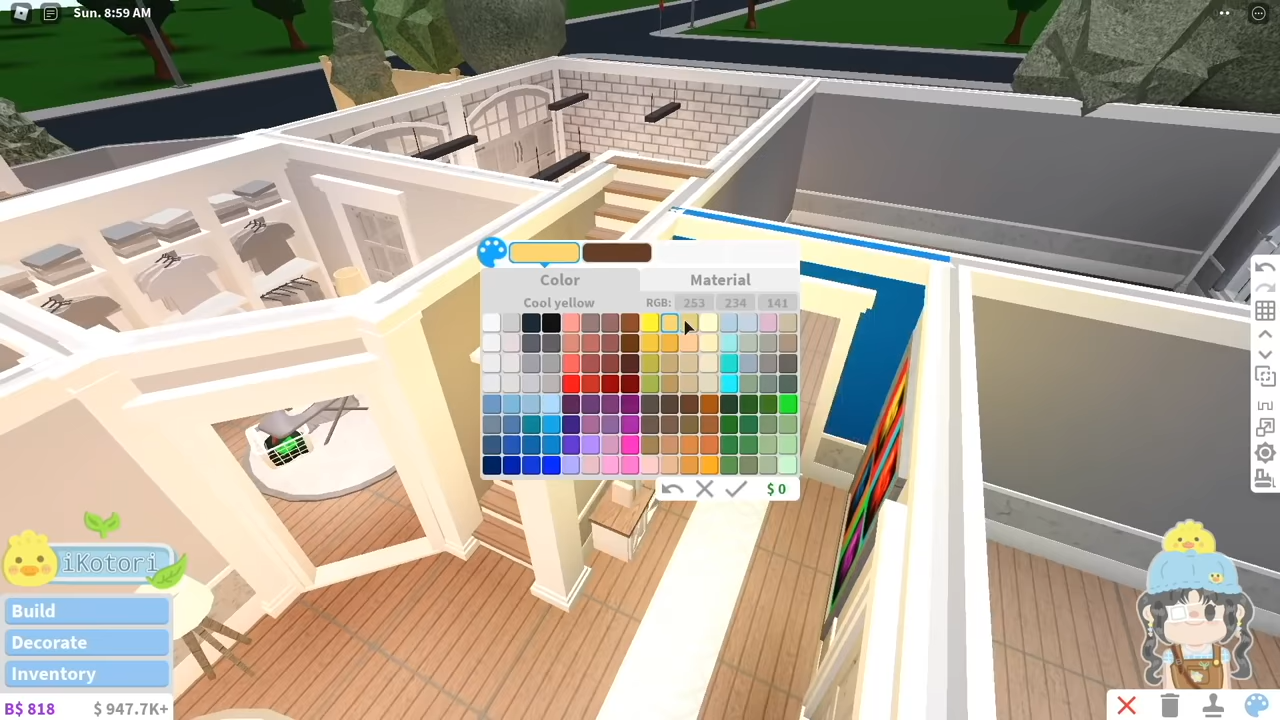 Sun. 8:59 AM
Color
Material
Cool yellow
RGB: 253 234 141
$ 0
iKotori
Build
Decorate
Inventory
B$ 818
$ 947.7K+